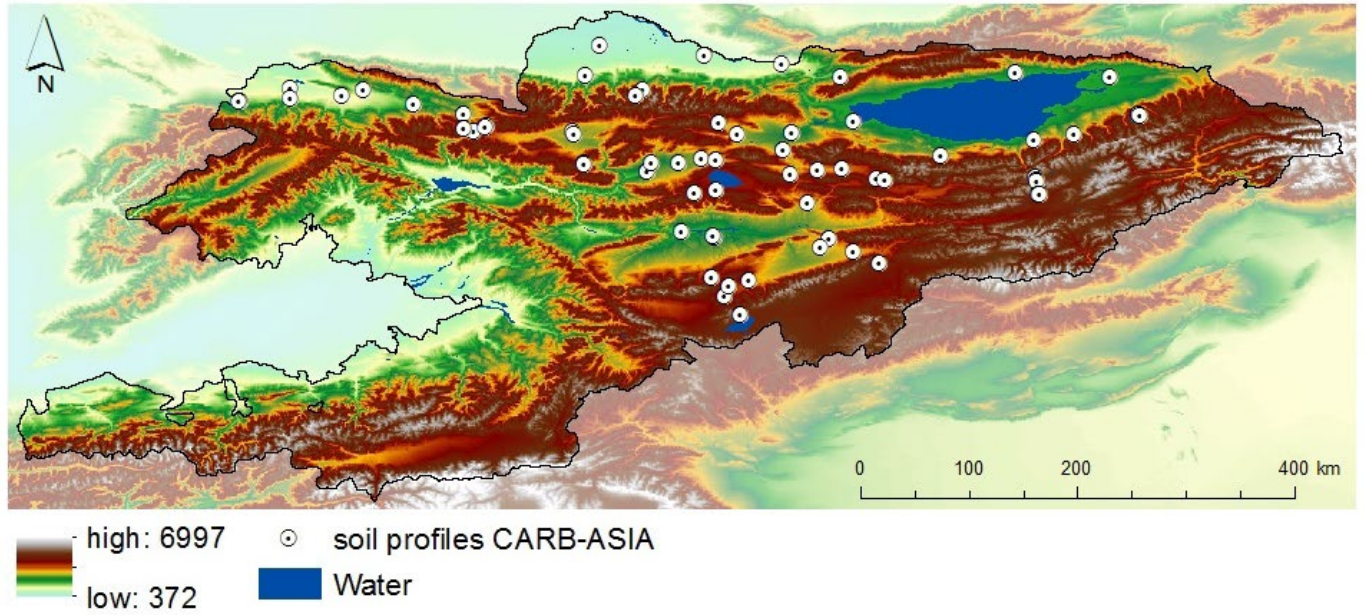 N
0 100 200 400 km
high: 6997
soil profiles CARB-ASIA
low: 372
Water